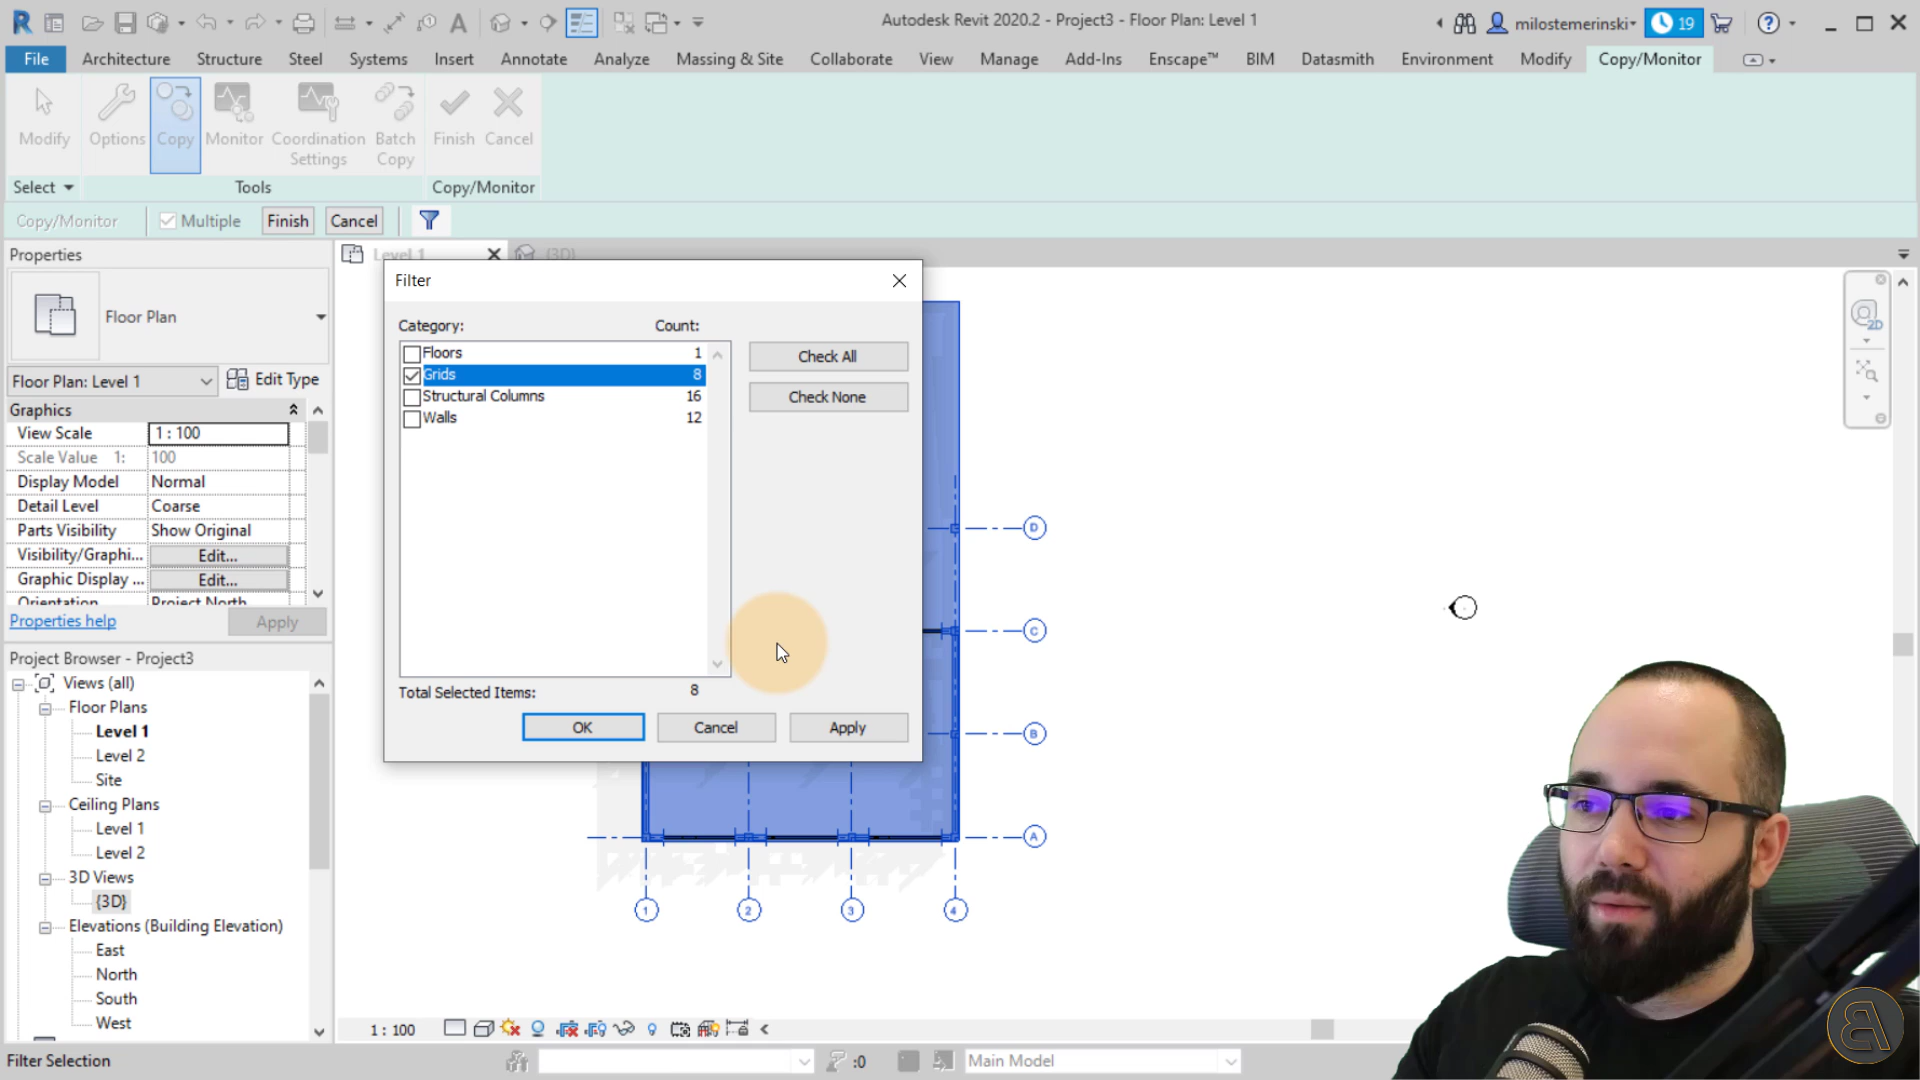 Autodesk Revit 2020.2 - Project3 - Floor Plan: Level 1
milostemerinski
19
File Architecture Structure Steel Systems Insert Annotate Analyze Massing & Site Collaborate View Manage Add-Ins Enscape™ BIM Datasmith Environment Modify Copy/Monitor
Modify Options Copy Monitor Coordination Settings Batch Copy Finish Cancel
Select Tools Copy/Monitor
Copy/Monitor Multiple Finish Cancel
Properties
Level 1 (3D)
Floor Plan
Floor Plan: Level 1 Edit Type
Graphics
View Scale 1 : 100
Scale Value 1: 100
Display Model Normal
Detail Level Coarse
Parts Visibility Show Original
Visibility/Graphi... Edit...
Graphic Display ... Edit...
Orientation Project North
Properties help Apply
Project Browser - Project3
Views (all)
Floor Plans
Level 1
Level 2
Site
Ceiling Plans
Level 1
Level 2
3D Views
{3D}
Elevations (Building Elevation)
East
North
South
West
Filter
Category: Count:
Floors 1
Grids 8
Structural Columns 16
Walls 12
Check All
Check None
Total Selected Items: 8
OK Cancel Apply
2D
D
C
B
A
1 2 3 4
1 : 100
Filter Selection
:0
Main Model